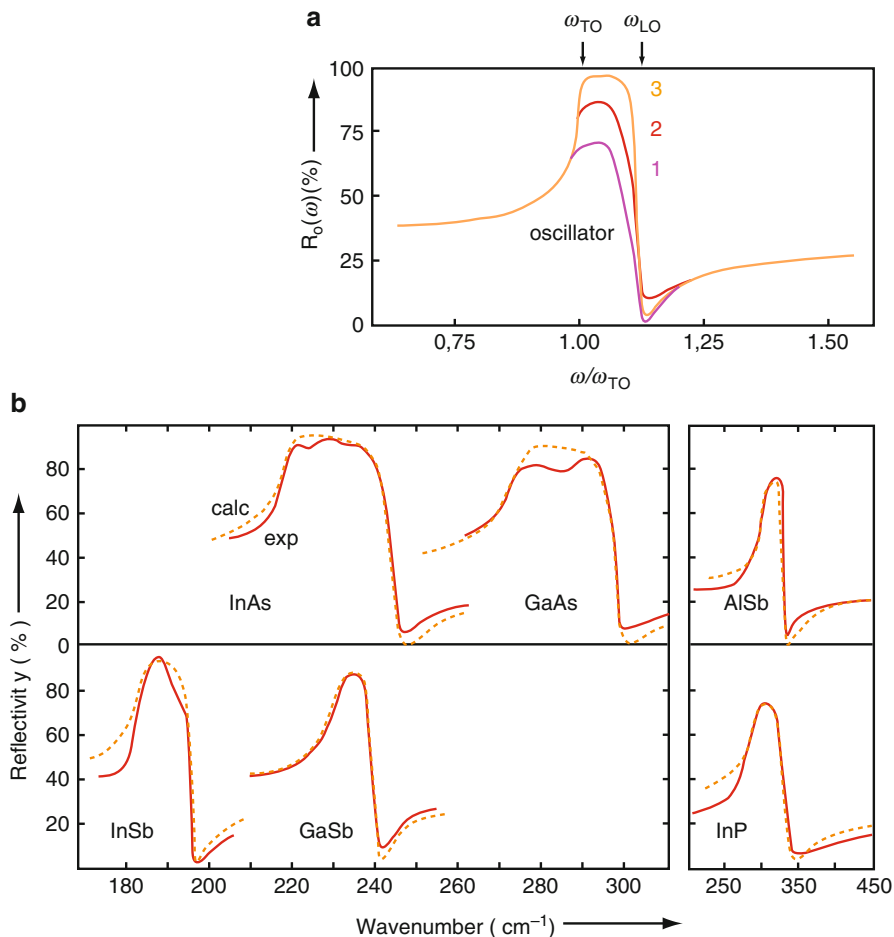 a
ω_TO ω_LO
100
75
50
25
0
R_o(ω)(%)
3
2
1
oscillator
0,75 1.00 1,25 1.50
ω/ω_TO
b
80
60
40
20
0
80
60
40
20
Reflectivit y ( % )
calc
exp
InAs
GaAs
AlSb
InSb
GaSb
InP
180 200 220 240 260 280 300
250 350 450
Wavenumber ( cm⁻¹)